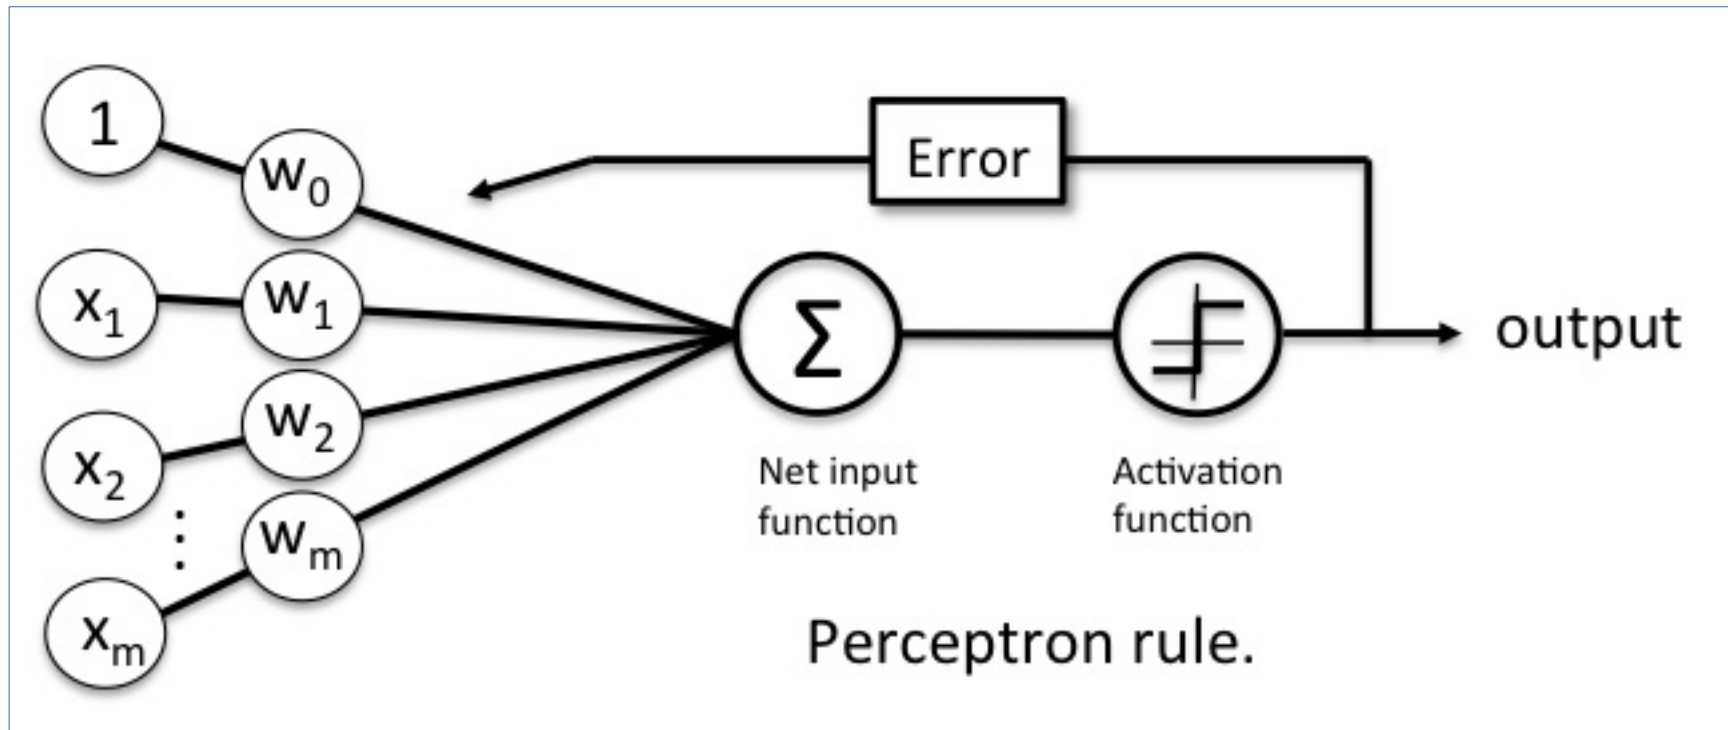 1
w0
Error
x1
w1
Σ
output
x2
w2
Net input
function
Activation
function
⋮
wm
xm
Perceptron rule.